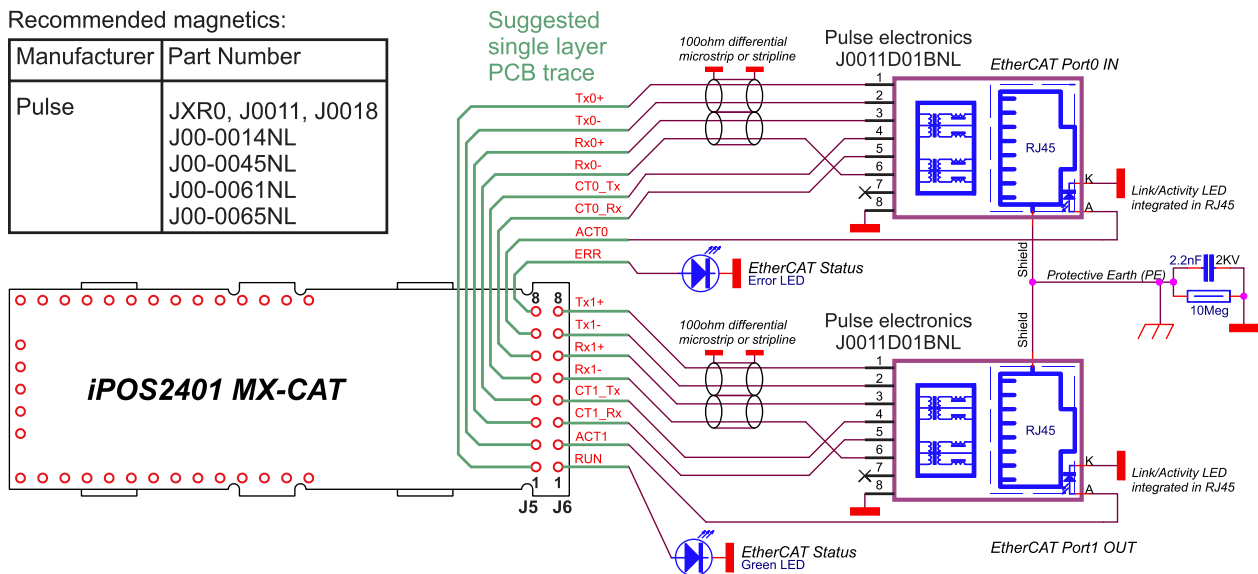 Recommended magnetics:
Manufacturer Part Number
Pulse
JXR0, J0011, J0018
J00-0014NL
J00-0045NL
J00-0061NL
J00-0065NL
Suggested
single layer
PCB trace
Tx0+
Tx0-
Rx0+
Rx0-
CT0_Tx
CT0_Rx
ACT0
ERR
100ohm differential
microstrip or stripline
Pulse electronics
J0011D01BNL
EtherCAT Port0 IN
1
2
3
4
5
6
7
8
RJ45
K
A
Link/Activity LED
integrated in RJ45
EtherCAT Status
Error LED
Shield
Protective Earth (PE)
2.2nF 2KV
10Meg
Shield
iPOS2401 MX-CAT
8 8
1 1
J5 J6
Tx1+
Tx1-
Rx1+
Rx1-
CT1_Tx
CT1_Rx
ACT1
RUN
100ohm differential
microstrip or stripline
Pulse electronics
J0011D01BNL
1
2
3
4
5
6
7
8
RJ45
K
A
Link/Activity LED
integrated in RJ45
EtherCAT Port1 OUT
EtherCAT Status
Green LED